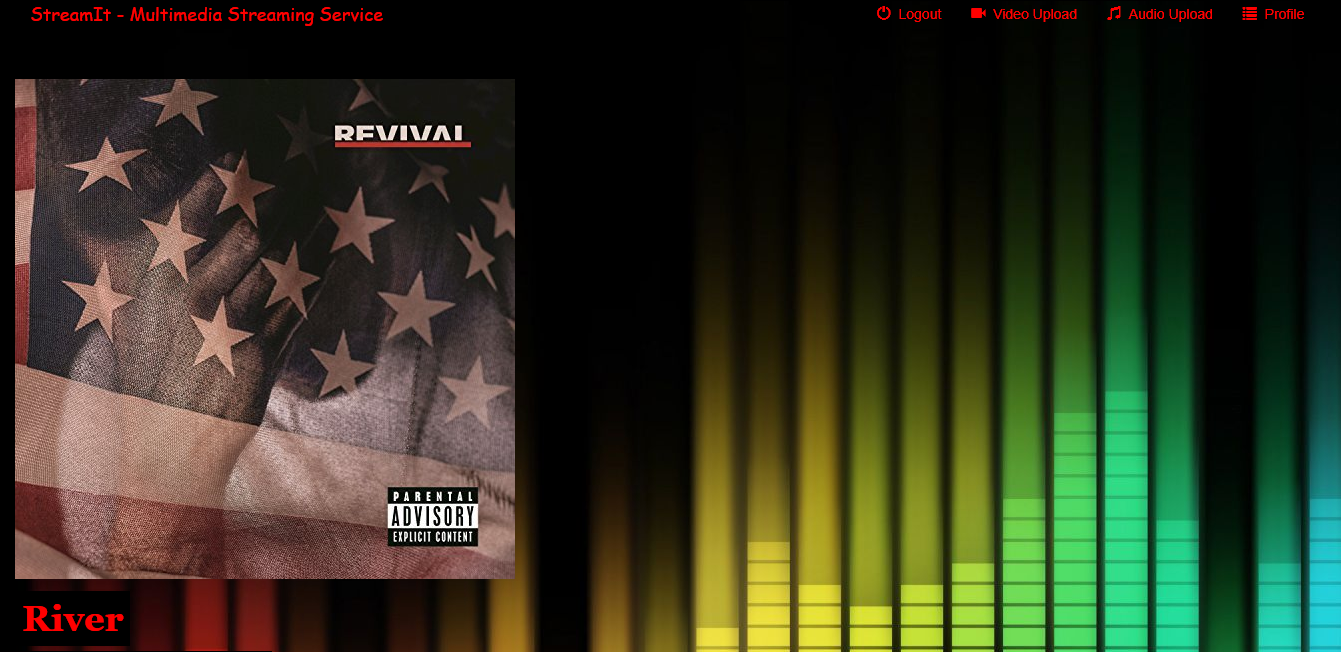 StreamIt - Multimedia Streaming Service
Logout
Video Upload
Audio Upload
Profile
REVIVAL
PARENTAL
ADVISORY
EXPLICIT CONTENT
River